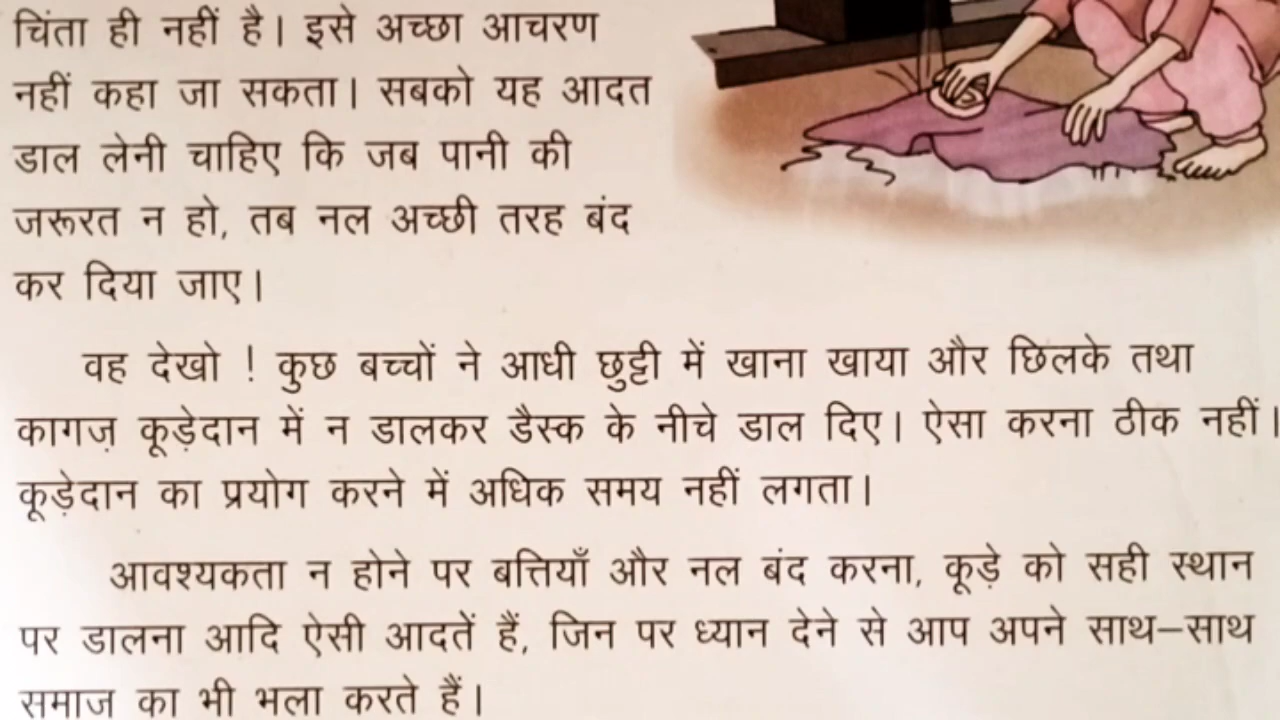 चिंता ही नहीं है। इसे अच्छा आचरण
नहीं कहा जा सकता। सबको यह आदत
डाल लेनी चाहिए कि जब पानी की
जरूरत न हो, तब नल अच्छी तरह बंद
कर दिया जाए।
वह देखो ! कुछ बच्चों ने आधी छुट्टी में खाना खाया और छिलके तथा
कागज़ कूड़ेदान में न डालकर डैस्क के नीचे डाल दिए। ऐसा करना ठीक नहीं।
कूड़ेदान का प्रयोग करने में अधिक समय नहीं लगता।
आवश्यकता न होने पर बत्तियाँ और नल बंद करना, कूड़े को सही स्थान
पर डालना आदि ऐसी आदतें हैं, जिन पर ध्यान देने से आप अपने साथ–साथ
समाज का भी भला करते हैं।